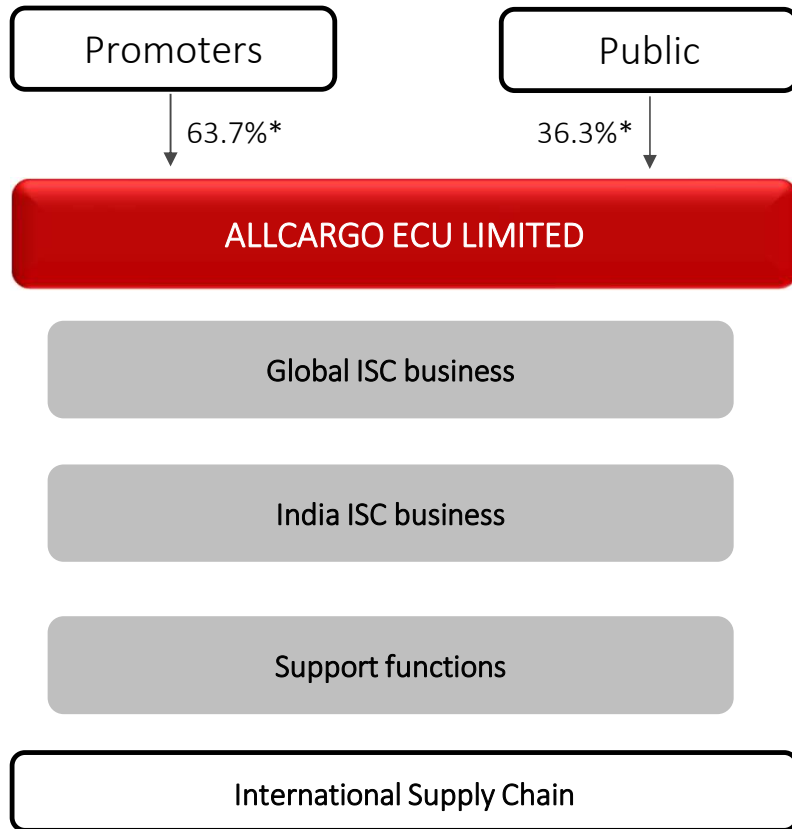 Promoters
Public
63.7%*
36.3%*
ALLCARGO ECU LIMITED
Global ISC business
India ISC business
Support functions
International Supply Chain